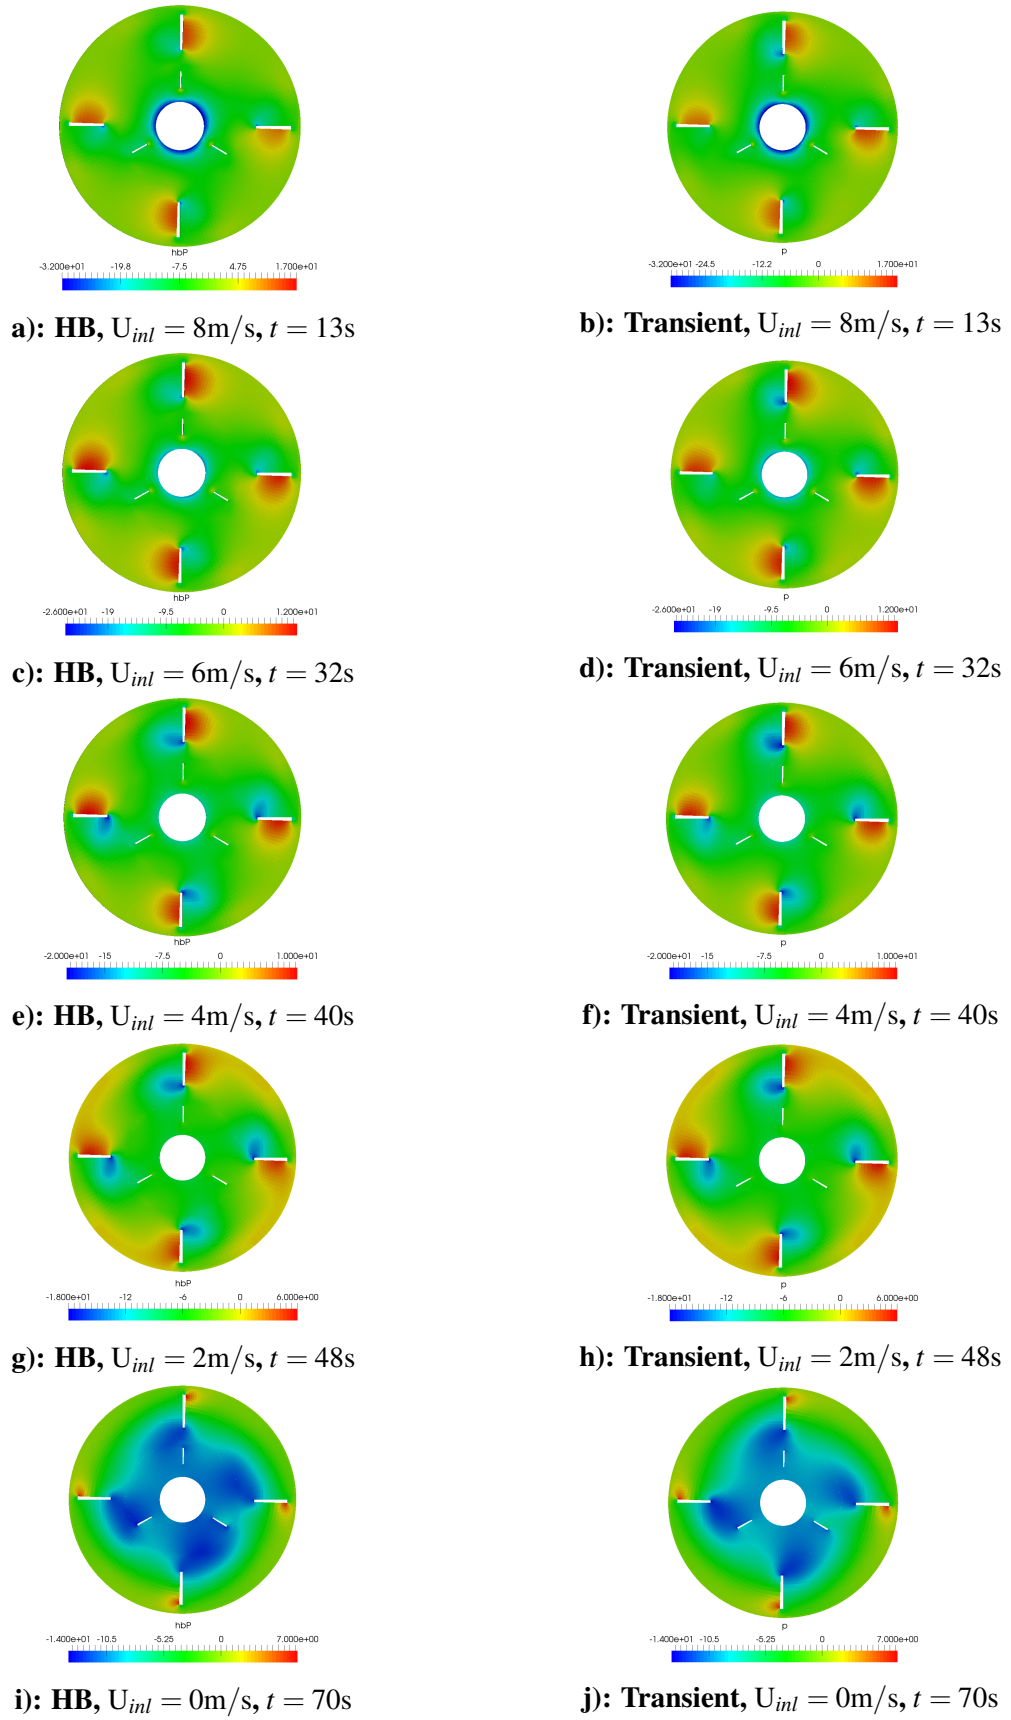 hbP
-3.200e+01 -19.8 -7.5 4.75 1.700e+01
a): HB, U_inl = 8m/s, t = 13s
p
-3.200e+01 -24.5 -12.2 0 1.700e+01
b): Transient, U_inl = 8m/s, t = 13s
hbP
-2.600e+01 -19 -9.5 0 1.200e+01
c): HB, U_inl = 6m/s, t = 32s
p
-2.600e+01 -19 -9.5 0 1.200e+01
d): Transient, U_inl = 6m/s, t = 32s
hbP
-2.000e+01 -15 -7.5 0 1.000e+01
e): HB, U_inl = 4m/s, t = 40s
p
-2.000e+01 -15 -7.5 0 1.000e+01
f): Transient, U_inl = 4m/s, t = 40s
hbP
-1.800e+01 -12 -6 0 6.000e+00
g): HB, U_inl = 2m/s, t = 48s
p
-1.800e+01 -12 -6 0 6.000e+00
h): Transient, U_inl = 2m/s, t = 48s
hbP
-1.400e+01 -10.5 -5.25 0 7.000e+00
i): HB, U_inl = 0m/s, t = 70s
p
-1.400e+01 -10.5 -5.25 0 7.000e+00
j): Transient, U_inl = 0m/s, t = 70s